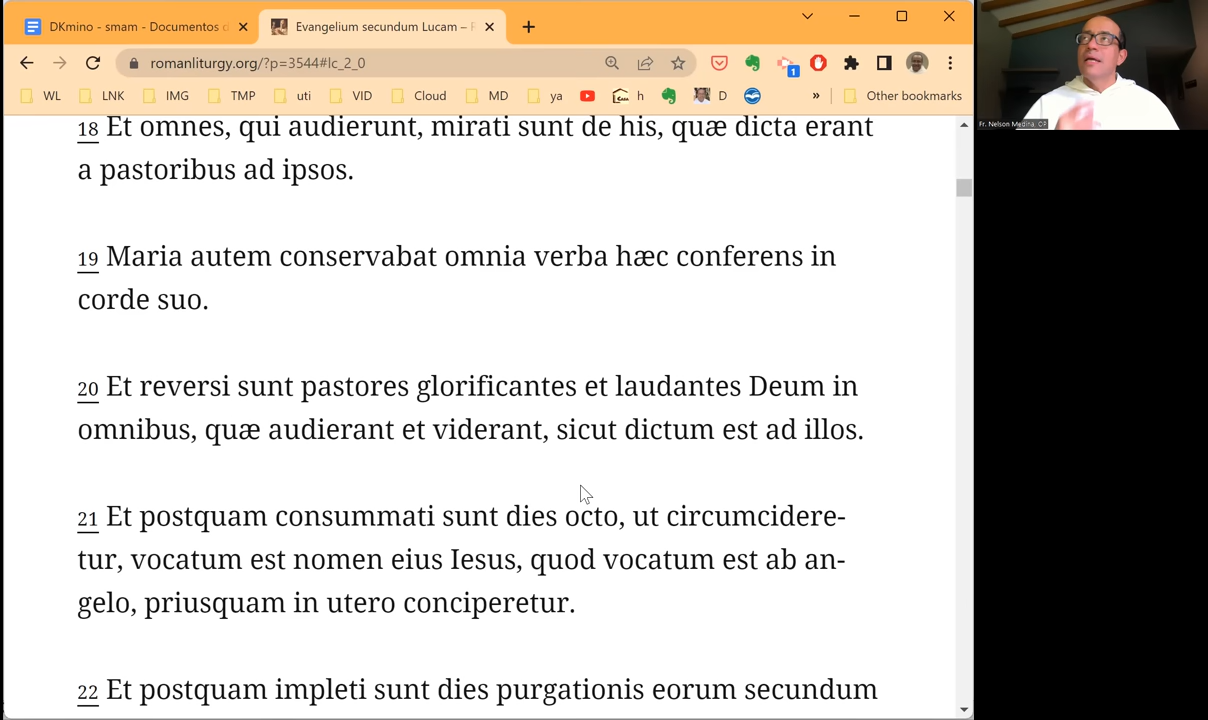 DKmino - smam - Documentos d
Evangelium secundum Lucam –
romanliturgy.org/?p=3544#lc_2_0
1
WL LNK IMG TMP uti VID Cloud MD ya h D » Other bookmarks
Fr. Nelson Medina, OP
18 Et omnes, qui audierunt, mirati sunt de his, quæ dicta erant
a pastoribus ad ipsos.
19 Maria autem conservabat omnia verba hæc conferens in
corde suo.
20 Et reversi sunt pastores glorificantes et laudantes Deum in
omnibus, quæ audierant et viderant, sicut dictum est ad illos.
21 Et postquam consummati sunt dies octo, ut circumcidere-
tur, vocatum est nomen eius Iesus, quod vocatum est ab an-
gelo, priusquam in utero conciperetur.
22 Et postquam impleti sunt dies purgationis eorum secundum